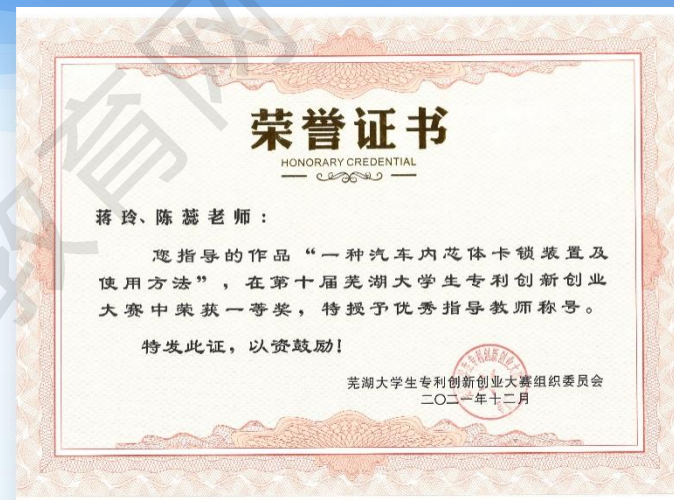 教育网
荣誉证书
HONORARY CREDENTIAL
蒋玲、陈蕊老师：
您指导的作品“一种汽车内芯体卡锁装置及
使用方法”，在第十届芜湖大学生专利创新创业
大赛中荣获一等奖，特授予优秀指导教师称号。
特发此证，以资鼓励！
芜湖大学生专利创新创业大赛组织委员会
二〇二一年十二月